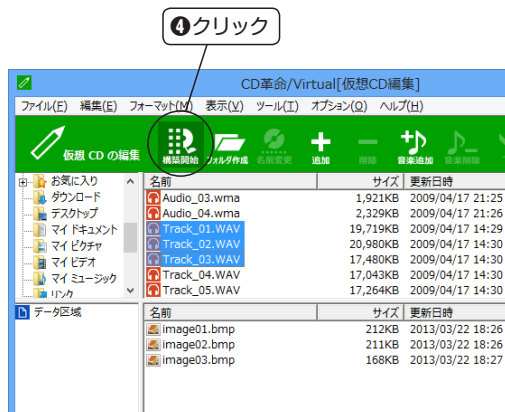 ❹クリック
CD革命/Virtual[仮想CD編集]
ファイル(F) 編集(E) フォーマット(M) 表示(V) ツール(T) オプション(O) ヘルプ(H)
仮想 CD の編集 構築開始 フォルダ作成 名前変更 追加 削除 音楽追加 音楽削除
お気に入り
ダウンロード
デスクトップ
マイ ドキュメント
マイ ピクチャ
マイ ビデオ
マイ ミュージック
リンク
名前 サイズ 更新日時
Audio_03.wma 1,921KB 2009/04/17 21:25
Audio_04.wma 2,329KB 2009/04/17 21:26
Track_01.WAV 19,719KB 2009/04/17 14:29
Track_02.WAV 20,980KB 2009/04/17 14:30
Track_03.WAV 17,480KB 2009/04/17 14:30
Track_04.WAV 17,043KB 2009/04/17 14:30
Track_05.WAV 17,264KB 2009/04/17 14:30
データ区域
名前 サイズ 更新日時
image01.bmp 212KB 2013/03/22 18:26
image02.bmp 211KB 2013/03/22 18:26
image03.bmp 168KB 2013/03/22 18:27